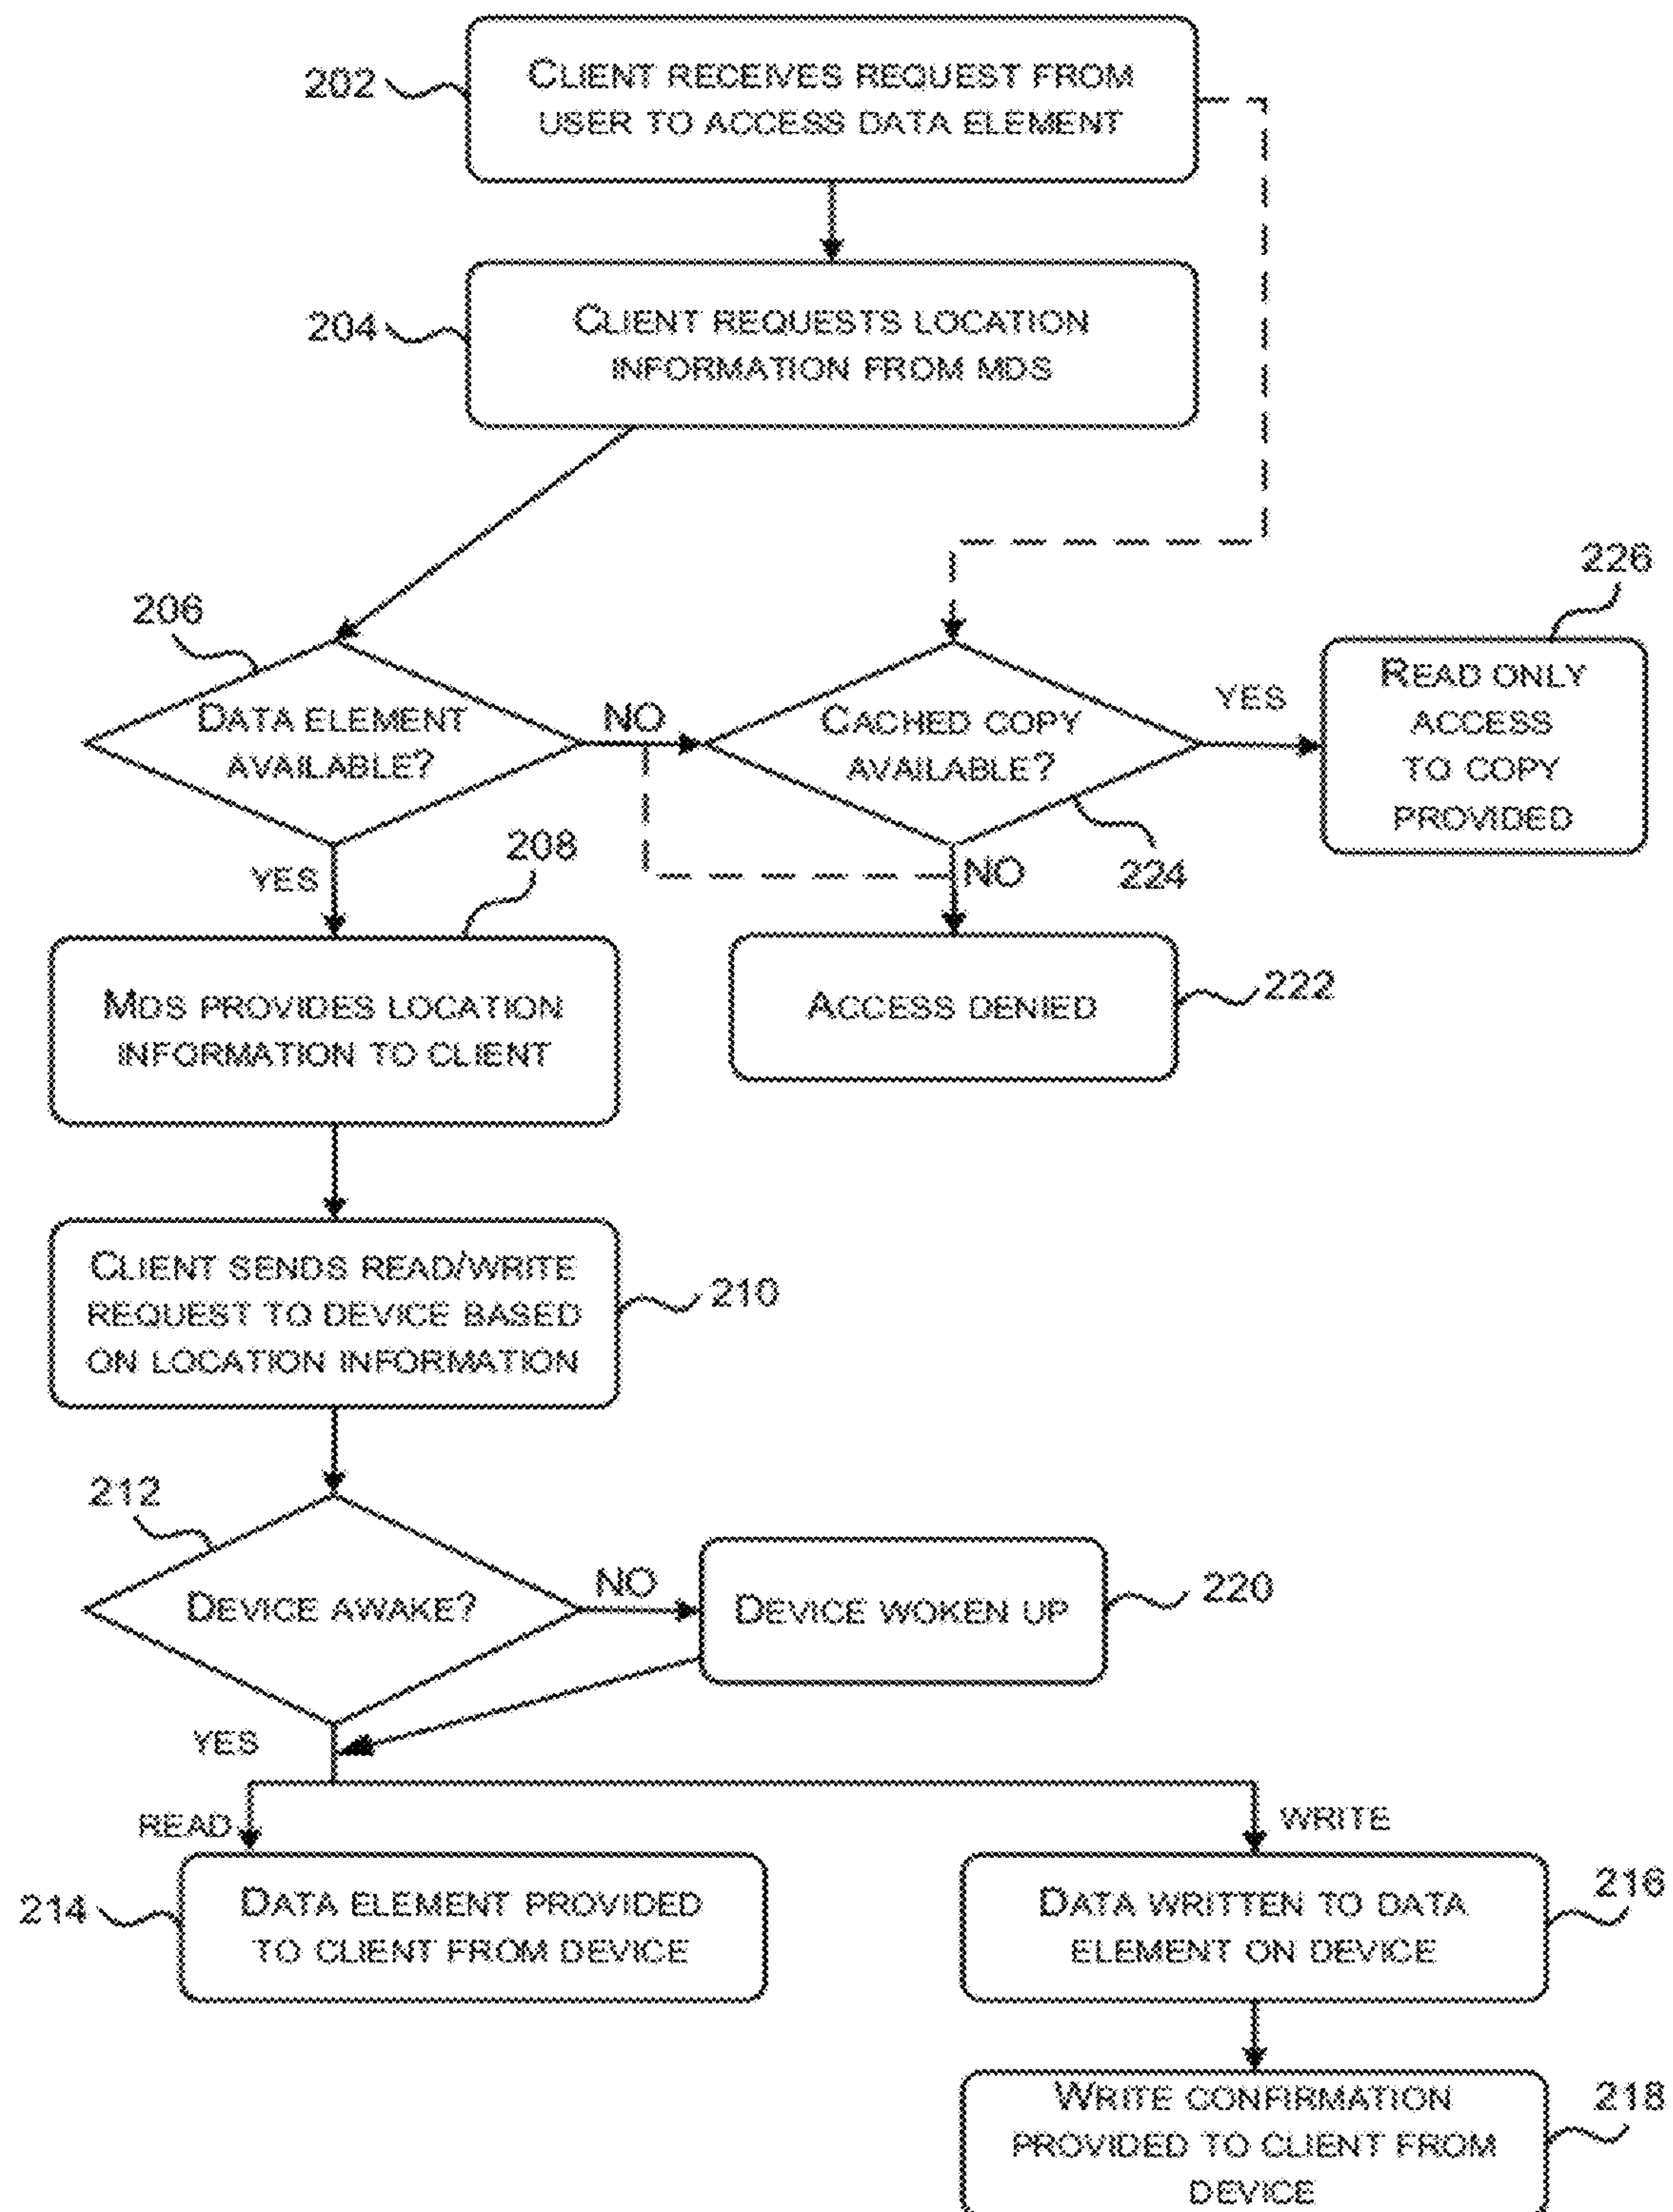 202
CLIENT RECEIVES REQUEST FROM
USER TO ACCESS DATA ELEMENT
204
CLIENT REQUESTS LOCATION
INFORMATION FROM MDS
206
DATA ELEMENT
AVAILABLE?
NO
CACHED COPY
AVAILABLE?
YES
226
READ ONLY
ACCESS
TO COPY
PROVIDED
YES
208
NO
224
MDS PROVIDES LOCATION
INFORMATION TO CLIENT
ACCESS DENIED
222
CLIENT SENDS READ/WRITE
REQUEST TO DEVICE BASED
ON LOCATION INFORMATION
210
212
DEVICE AWAKE?
NO
DEVICE WOKEN UP
220
YES
READ
WRITE
214
DATA ELEMENT PROVIDED
TO CLIENT FROM DEVICE
DATA WRITTEN TO DATA
ELEMENT ON DEVICE
216
WRITE CONFIRMATION
PROVIDED TO CLIENT FROM
DEVICE
218